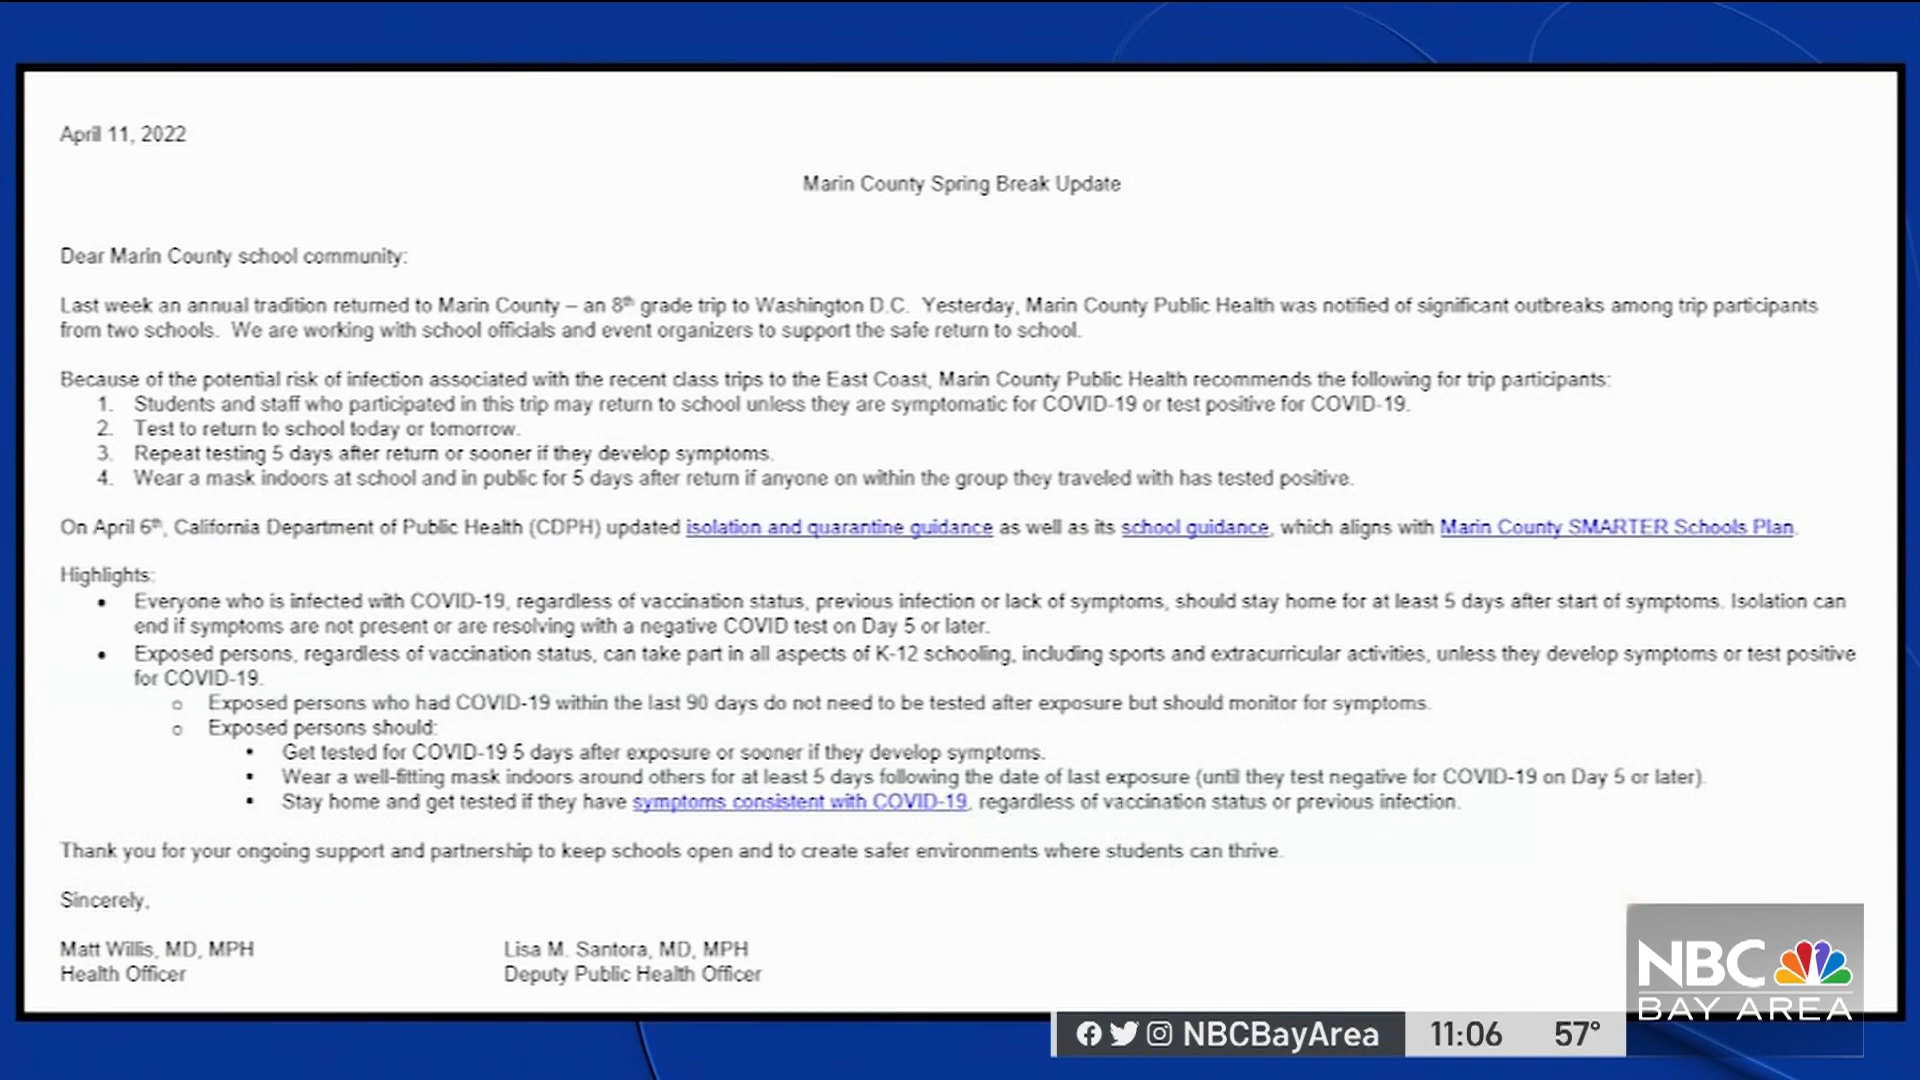 April 11, 2022
Marin County Spring Break Update
Dear Marin County school community:
Last week an annual tradition returned to Marin County – an 8th grade trip to Washington D.C. Yesterday, Marin County Public Health was notified of significant outbreaks among trip participants
from two schools. We are working with school officials and event organizers to support the safe return to school.
Because of the potential risk of infection associated with the recent class trips to the East Coast, Marin County Public Health recommends the following for trip participants:
1. Students and staff who participated in this trip may return to school unless they are symptomatic for COVID-19 or test positive for COVID-19.
2. Test to return to school today or tomorrow.
3. Repeat testing 5 days after return or sooner if they develop symptoms.
4. Wear a mask indoors at school and in public for 5 days after return if anyone on within the group they traveled with has tested positive.
On April 6th, California Department of Public Health (CDPH) updated isolation and quarantine guidance as well as its school guidance, which aligns with Marin County SMARTER Schools Plan.
Highlights:
• Everyone who is infected with COVID-19, regardless of vaccination status, previous infection or lack of symptoms, should stay home for at least 5 days after start of symptoms. Isolation can
end if symptoms are not present or are resolving with a negative COVID test on Day 5 or later.
• Exposed persons, regardless of vaccination status, can take part in all aspects of K-12 schooling, including sports and extracurricular activities, unless they develop symptoms or test positive
for COVID-19.
o Exposed persons who had COVID-19 within the last 90 days do not need to be tested after exposure but should monitor for symptoms.
o Exposed persons should:
▪ Get tested for COVID-19 5 days after exposure or sooner if they develop symptoms.
▪ Wear a well-fitting mask indoors around others for at least 5 days following the date of last exposure (until they test negative for COVID-19 on Day 5 or later).
▪ Stay home and get tested if they have symptoms consistent with COVID-19, regardless of vaccination status or previous infection.
Thank you for your ongoing support and partnership to keep schools open and to create safer environments where students can thrive.
Sincerely,
Matt Willis, MD, MPH Lisa M. Santora, MD, MPH
Health Officer Deputy Public Health Officer
NBC
BAY AREA
NBCBayArea 11:06 57°